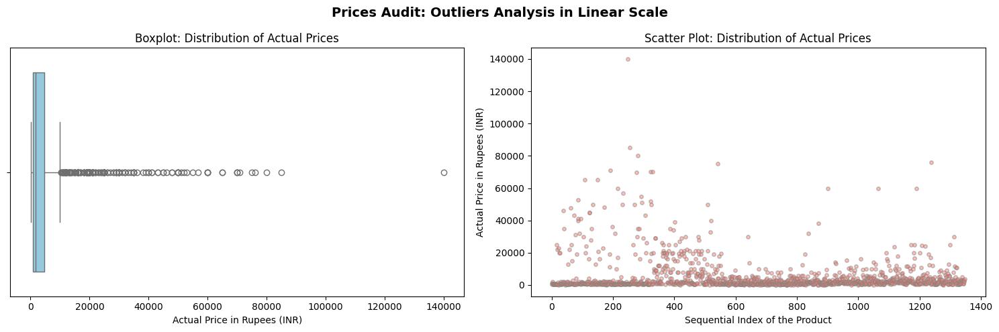 Prices Audit: Outliers Analysis in Linear Scale
Boxplot: Distribution of Actual Prices
0 20000 40000 60000 80000 100000 120000 140000
Actual Price in Rupees (INR)
Scatter Plot: Distribution of Actual Prices
Actual Price in Rupees (INR)
140000
120000
100000
80000
60000
40000
20000
0
0 200 400 600 800 1000 1200 1400
Sequential Index of the Product